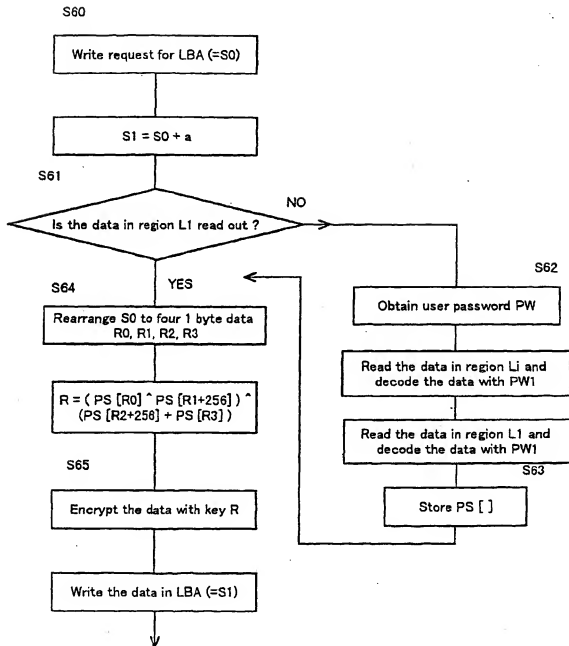 S60
Write request for LBA (=S0)
S1 = S0 + a
S61
Is the data in region L1 read out ?
NO
YES
S64
Rearrange S0 to four 1 byte data
R0, R1, R2, R3
R = ( PS [R0] ^ PS [R1+256] ) ^
(PS [R2+256] + PS [R3] )
S65
Encrypt the data with key R
Write the data in LBA (=S1)
S62
Obtain user password PW
Read the data in region Li and
decode the data with PW1
Read the data in region L1 and
decode the data with PW1
S63
Store PS [ ]